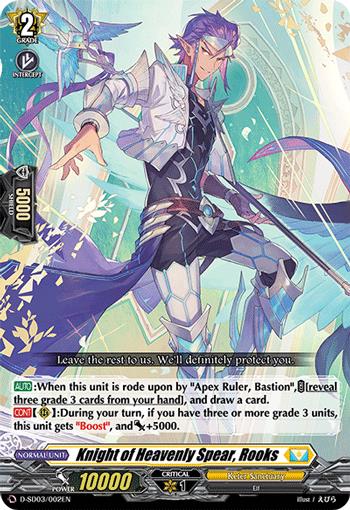 2
GRADE
INTERCEPT
5000
SHIELD
Leave the rest to us. We'll definitely protect you.
AUTO:When this unit is rode upon by "Apex Ruler, Bastion", [reveal
three grade 3 cards from your hand], and draw a card.
CONT【 】:During your turn, if you have three or more grade 3 units,
this unit gets "Boost", and +5000.
NORMAL UNIT
Knight of Heavenly Spear, Rooks
POWER 10000
CRITICAL
1
Keter Sanctuary
Elf
D-SD03/002EN
illust / えびら